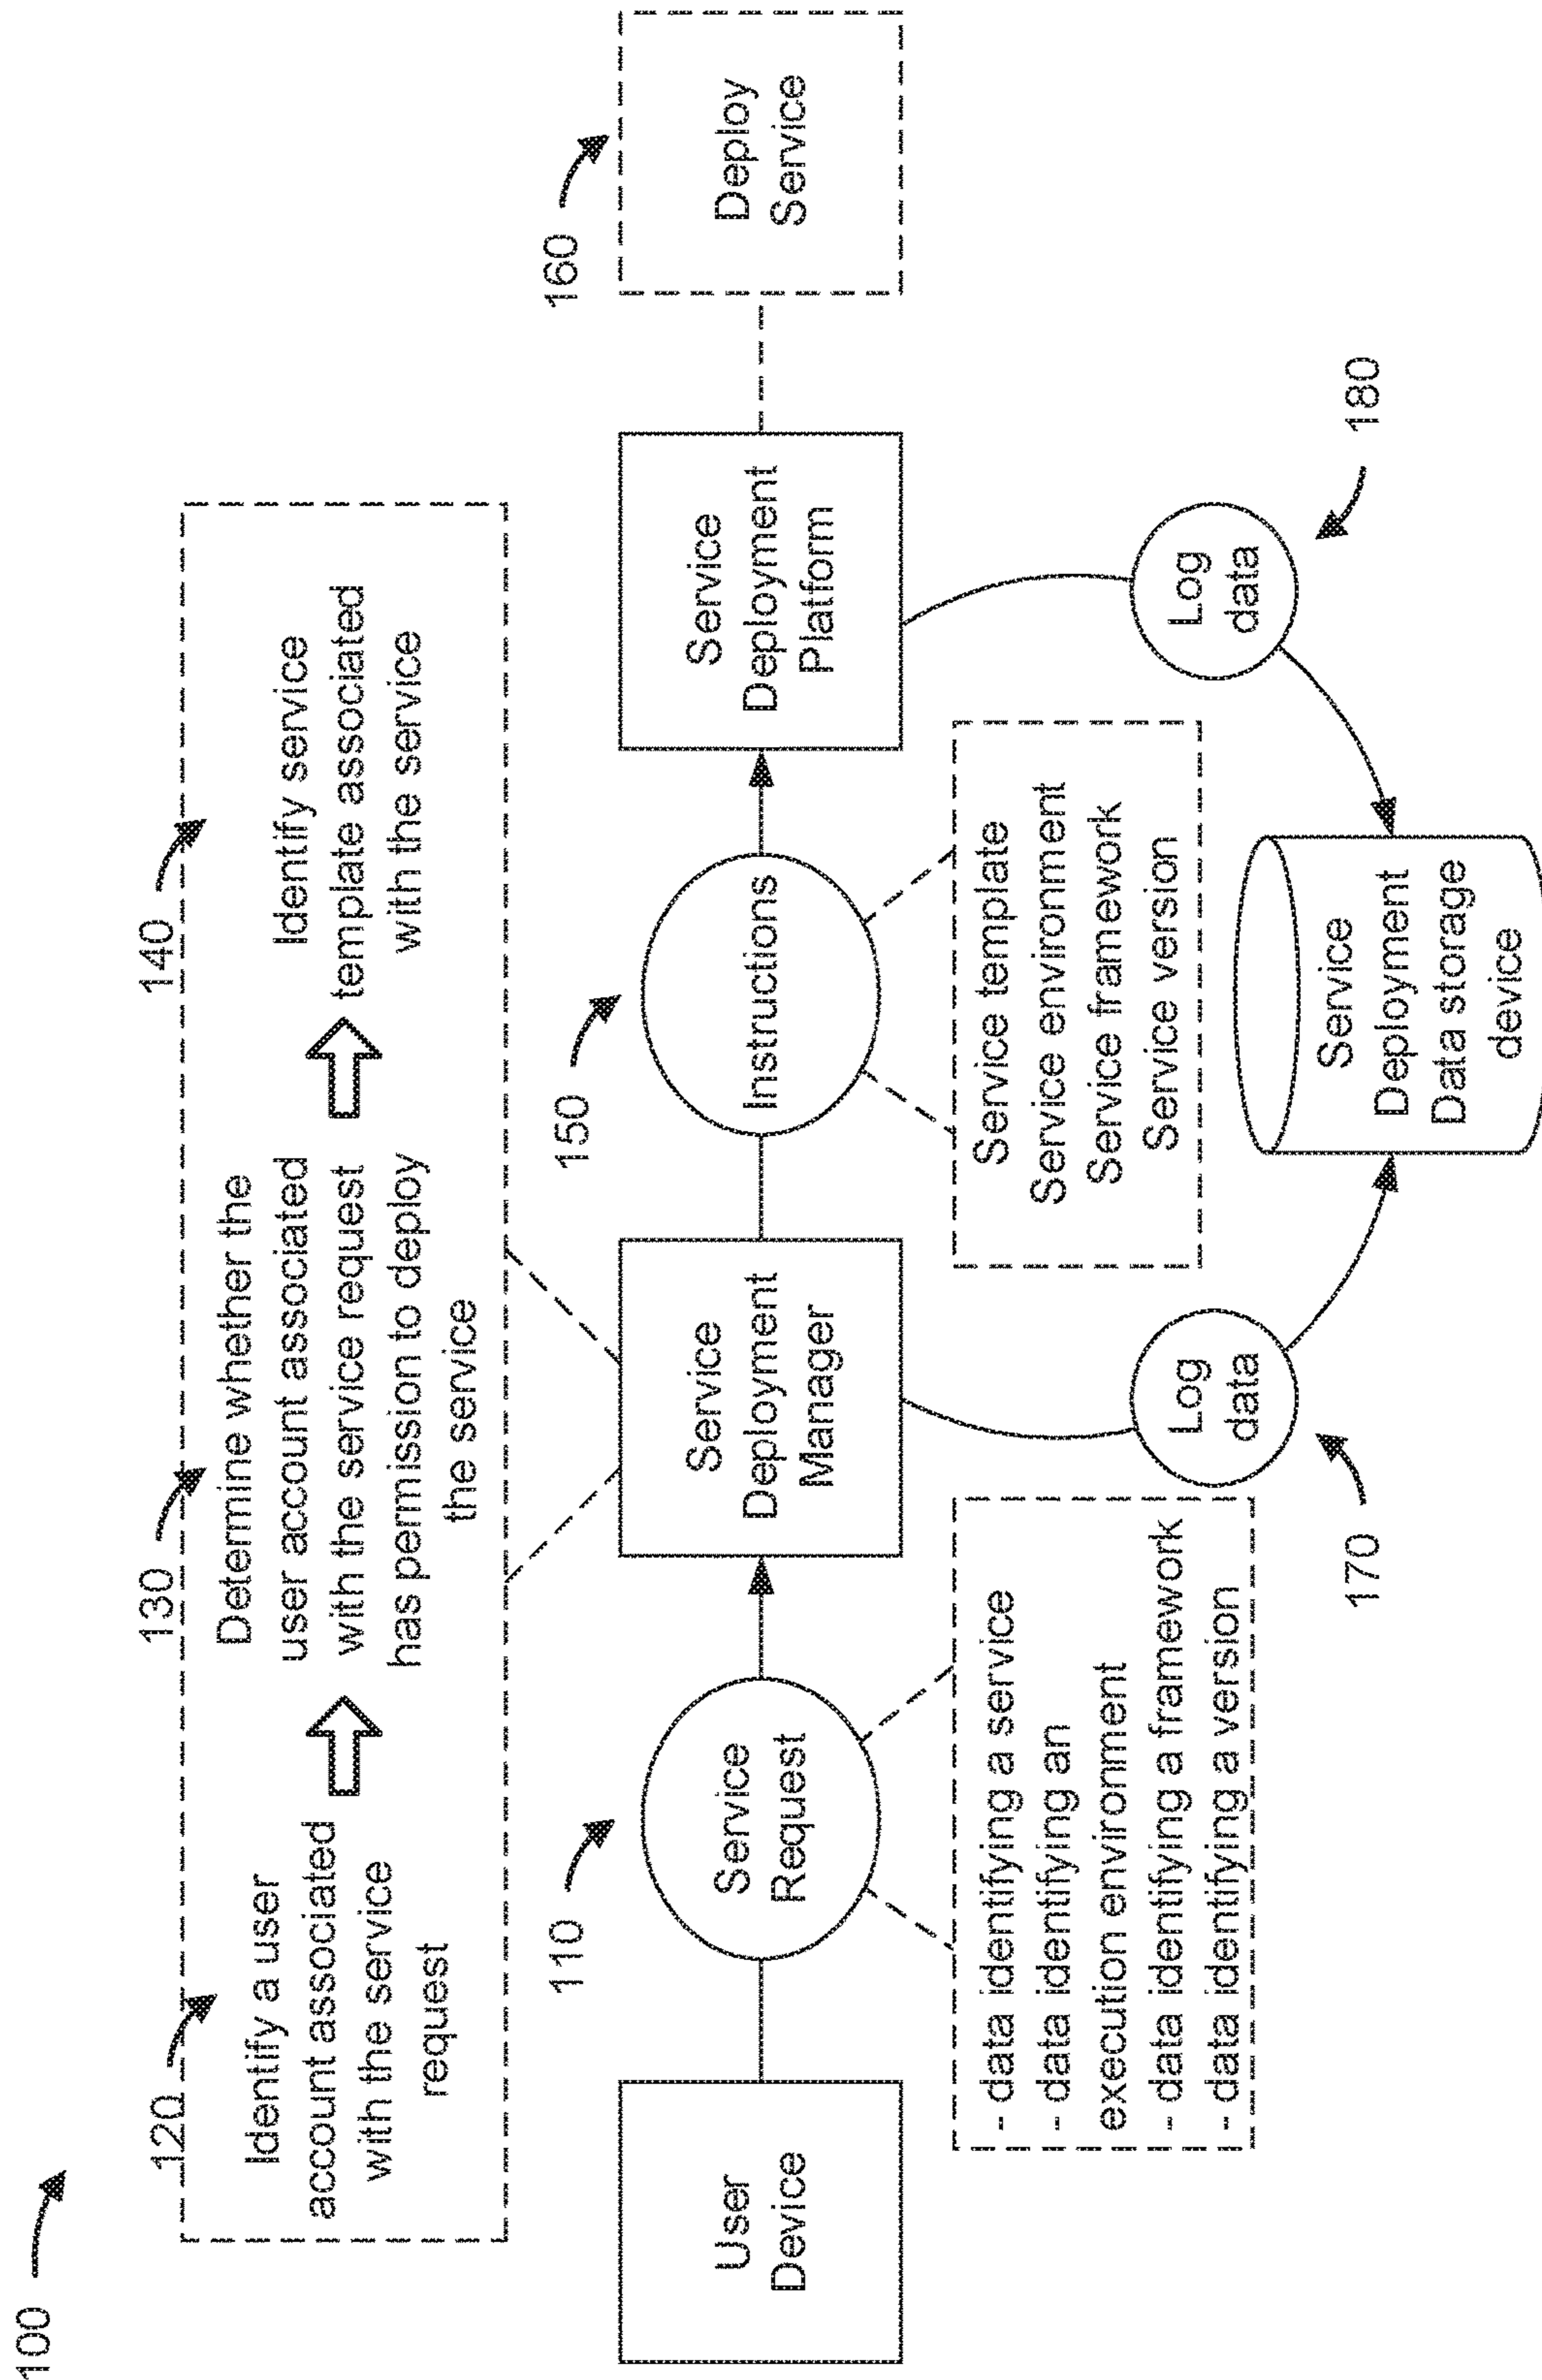 100
120
Identify a user
account associated
with the service
request
130
Determine whether the
user account associated
with the service request
has permission to deploy
the service
140
Identify service
template associated
with the service
User
Device
110
Service
Request
Service
Deployment
Manager
150
Instructions
Service
Deployment
Platform
160
Deploy
Service
- data identifying a service
- data identifying an
execution environment
- data identifying a framework
- data identifying a version
Service template
Service environment
Service framework
Service version
170
Log
data
Service
Deployment
Data storage
device
Log
data
180